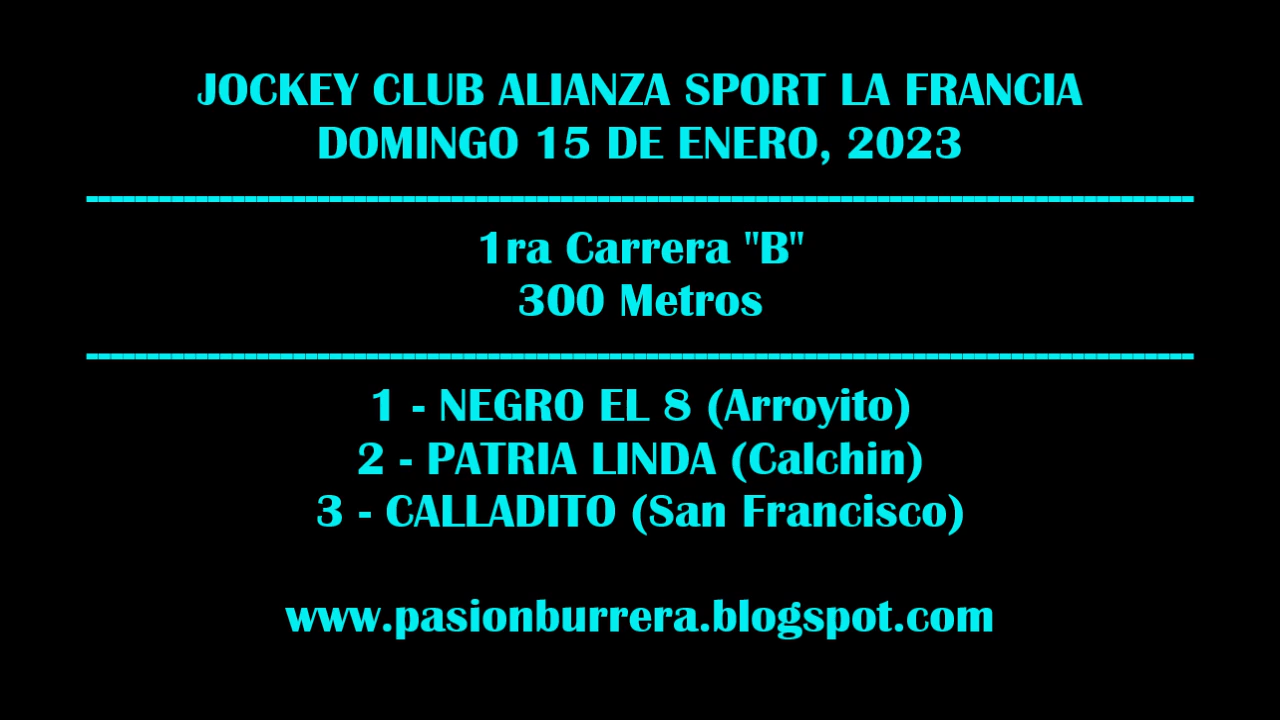 JOCKEY CLUB ALIANZA SPORT LA FRANCIA
DOMINGO 15 DE ENERO, 2023
1ra Carrera "B"
300 Metros
1 - NEGRO EL 8 (Arroyito)
2 - PATRIA LINDA (Calchin)
3 - CALLADITO (San Francisco)
www.pasionburrera.blogspot.com